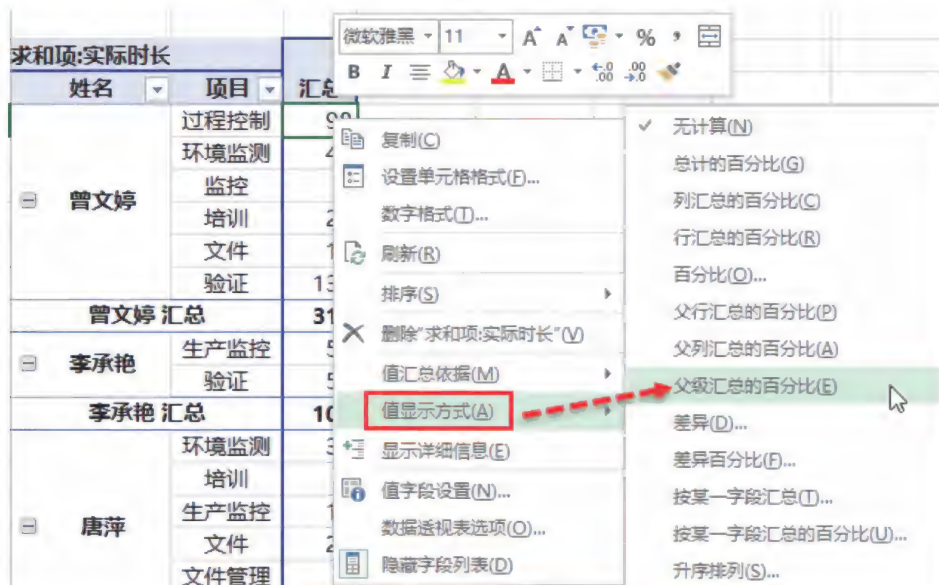 微软雅黑 11 A A % ,
B I A .0 .00 .00 .0
求和项:实际时长
姓名 项目 汇总
过程控制
环境监测
监控
曾文婷
培训
文件
验证
曾文婷 汇总
生产监控
李承艳
验证
李承艳 汇总
环境监测
培训
生产监控
唐萍
文件
文件管理
复制(C)
设置单元格格式(F)...
数字格式(T)...
刷新(R)
排序(S)
删除"求和项:实际时长"(V)
值汇总依据(M)
值显示方式(A)
显示详细信息(E)
值字段设置(N)...
数据透视表选项(O)...
隐藏字段列表(D)
无计算(N)
总计的百分比(G)
列汇总的百分比(C)
行汇总的百分比(R)
百分比(O)...
父行汇总的百分比(P)
父列汇总的百分比(A)
父级汇总的百分比(E)
差异(D)...
差异百分比(F)...
按某一字段汇总(T)...
按某一字段汇总的百分比(U)...
升序排列(S)...